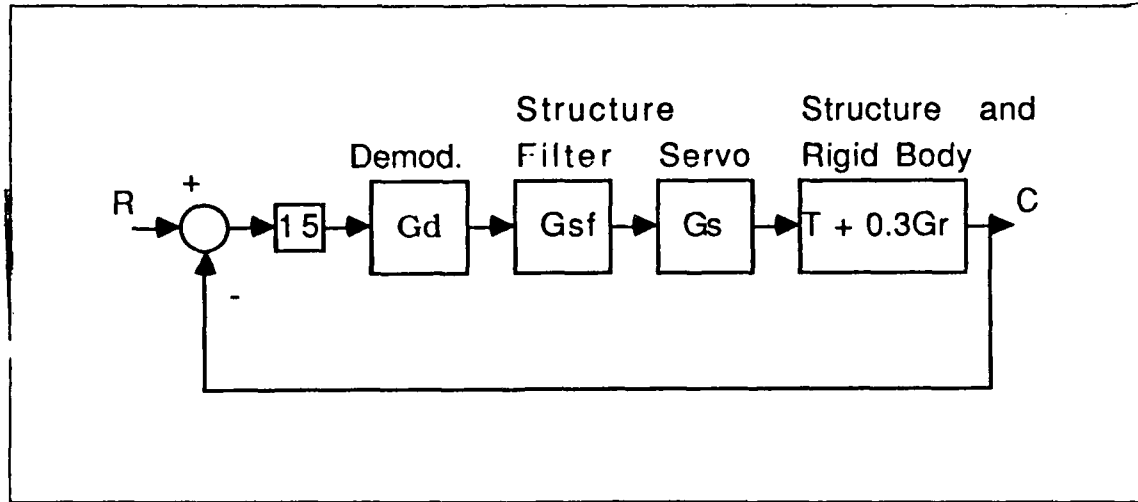 Structure
Filter
Structure and
Rigid Body
Demod.
Servo
R
+
-
15
Gd
Gsf
Gs
T + 0.3Gr
C